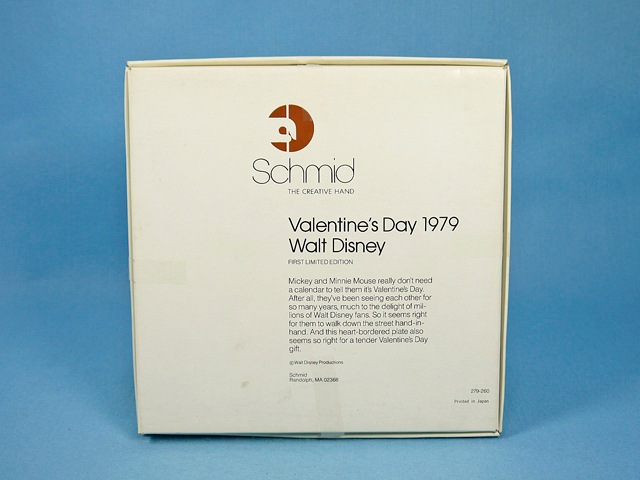 Schmid
THE CREATIVE HAND
Valentine's Day 1979
Walt Disney
FIRST LIMITED EDITION
Mickey and Minnie Mouse really don't need
a calendar to tell them it's Valentine's Day.
After all, they've been seeing each other for
so many years, much to the delight of mil-
lions of Walt Disney fans. So it seems right
for them to walk down the street hand-in-
hand. And this heart-bordered plate also
seems so right for a tender Valentine's Day
gift.
©Walt Disney Productions
Schmid
Randolph, MA 02368
279-260
Printed in Japan